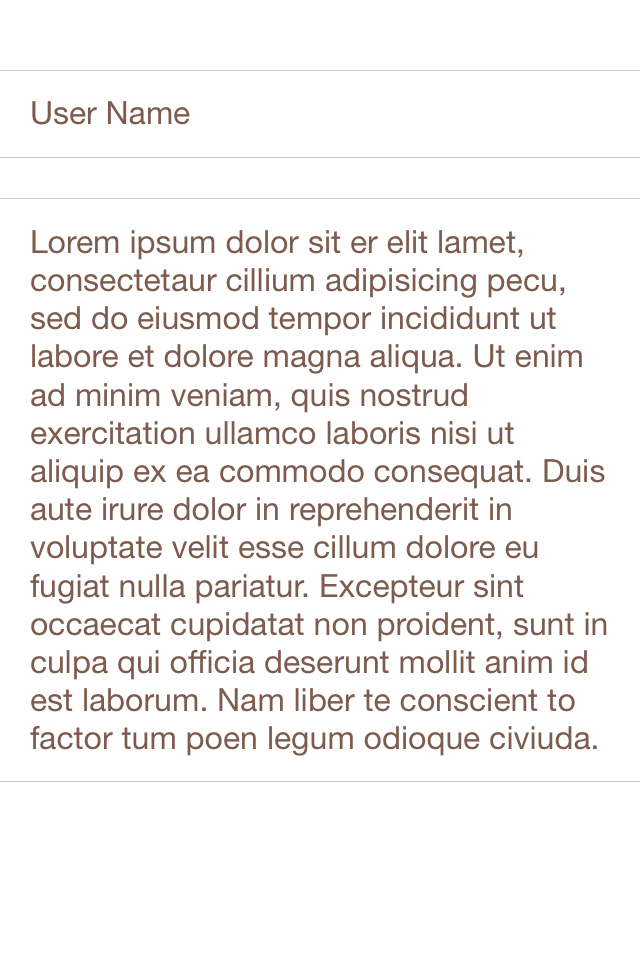 User Name
Lorem ipsum dolor sit er elit lamet,
consectetaur cillium adipisicing pecu,
sed do eiusmod tempor incididunt ut
labore et dolore magna aliqua. Ut enim
ad minim veniam, quis nostrud
exercitation ullamco laboris nisi ut
aliquip ex ea commodo consequat. Duis
aute irure dolor in reprehenderit in
voluptate velit esse cillum dolore eu
fugiat nulla pariatur. Excepteur sint
occaecat cupidatat non proident, sunt in
culpa qui officia deserunt mollit anim id
est laborum. Nam liber te conscient to
factor tum poen legum odioque civiuda.